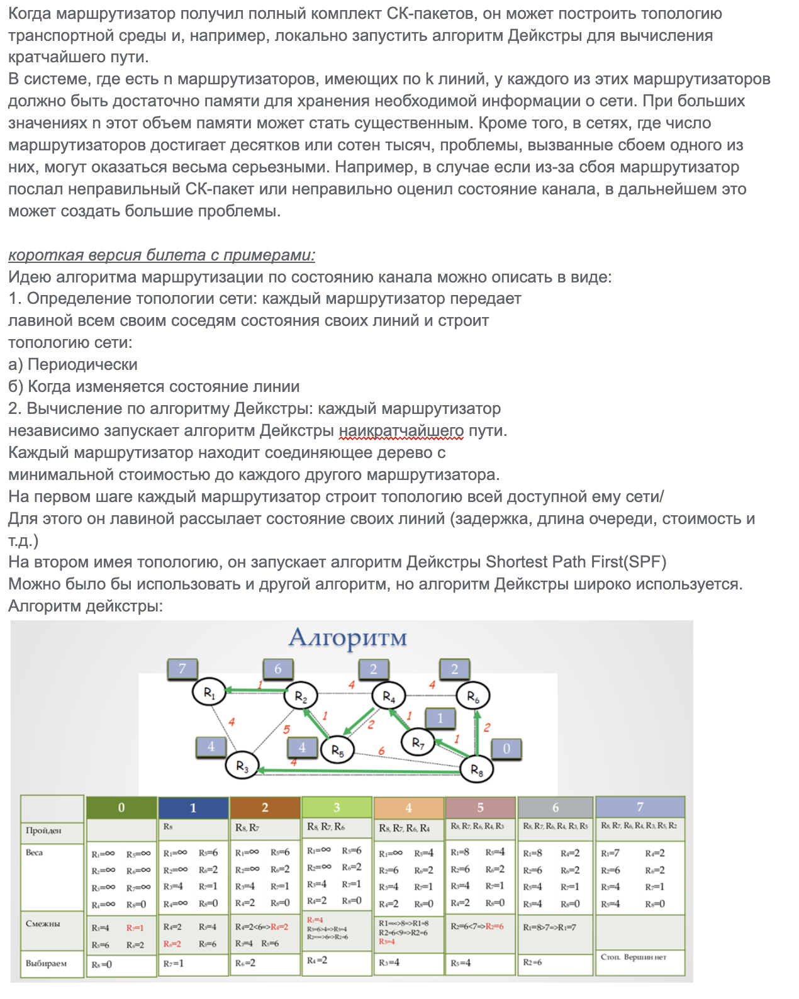 Когда маршрутизатор получил полный комплект СК-пакетов, он может построить топологию
транспортной среды и, например, локально запустить алгоритм Дейкстры для вычисления
кратчайшего пути.
В системе, где есть n маршрутизаторов, имеющих по k линий, у каждого из этих маршрутизаторов
должно быть достаточно памяти для хранения необходимой информации о сети. При больших
значениях n этот объем памяти может стать существенным. Кроме того, в сетях, где число
маршрутизаторов достигает десятков или сотен тысяч, проблемы, вызванные сбоем одного из
них, могут оказаться весьма серьезными. Например, в случае если из-за сбоя маршрутизатор
послал неправильный СК-пакет или неправильно оценил состояние канала, в дальнейшем это
может создать большие проблемы.
короткая версия билета с примерами:
Идею алгоритма маршрутизации по состоянию канала можно описать в виде:
1. Определение топологии сети: каждый маршрутизатор передает
лавиной всем своим соседям состояния своих линий и строит
топологию сети:
а) Периодически
б) Когда изменяется состояние линии
2. Вычисление по алгоритму Дейкстры: каждый маршрутизатор
независимо запускает алгоритм Дейкстры наикратчайшего пути.
Каждый маршрутизатор находит соединяющее дерево с
минимальной стоимостью до каждого другого маршрутизатора.
На первом шаге каждый маршрутизатор строит топологию всей доступной ему сети/
Для этого он лавиной рассылает состояние своих линий (задержка, длина очереди, стоимость и
т.д.)
На втором имея топологию, он запускает алгоритм Дейкстры Shortest Path First(SPF)
Можно было бы использовать и другой алгоритм, но алгоритм Дейкстры широко используется.
Алгоритм дейкстры:
Алгоритм
7 6 2 2
1 4 4
R1 R2 R4 R6
4 5 1 2 1 1 2
4 4 R5 6 R7 1 0
R3 4 R8
0 1 2 3 4 5 6 7
Пройден R8 R8, R7 R8, R7, R6 R8, R7, R6, R4 R8, R7, R6, R4, R3 R8, R7, R6, R4, R3, R5 R8, R7, R6, R4, R3, R5, R2
Веса R1=∞ R5=∞ R1=∞ R5=6 R1=∞ R5=6 R1=∞ R5=6 R1=∞ R5=4 R1=8 R5=4 R1=8 R4=2 R1=7 R4=2
R2=∞ R6=∞ R2=∞ R6=2 R2=∞ R6=2 R2=∞ R6=2 R2=6 R6=2 R2=6 R6=2 R2=6 R6=2 R2=6 R6=2
R3=∞ R7=∞ R3=4 R7=1 R3=4 R7=1 R3=4 R7=1 R3=4 R7=1 R3=4 R7=1 R5=4 R7=1 R3=4 R7=1
R4=∞ R8=0 R4=∞ R8=0 R4=2 R8=0 R4=2 R8=0 R4=2 R8=0 R4=2 R8=0 R3=4 R8=0 R5=4 R8=0
Смежны R3=4 R7=1 R4=2 R3=4 R4=2<6=>R4=2 R3=4 R1=∞>8=>R1=8 R2=6<7=>R2=6 R1=8>7=>R1=7
R5=6 R6=2 R6=2 R5=6 R3=4 R5=6 R5=6>4=>R5=4 R2=6<9=>R2=6
R2=∞=>6=>R2=6 R5=4
Выбираем R8=0 R7=1 R6=2 R4=2 R3=4 R5=4 R2=6 Стоп. Вершин нет